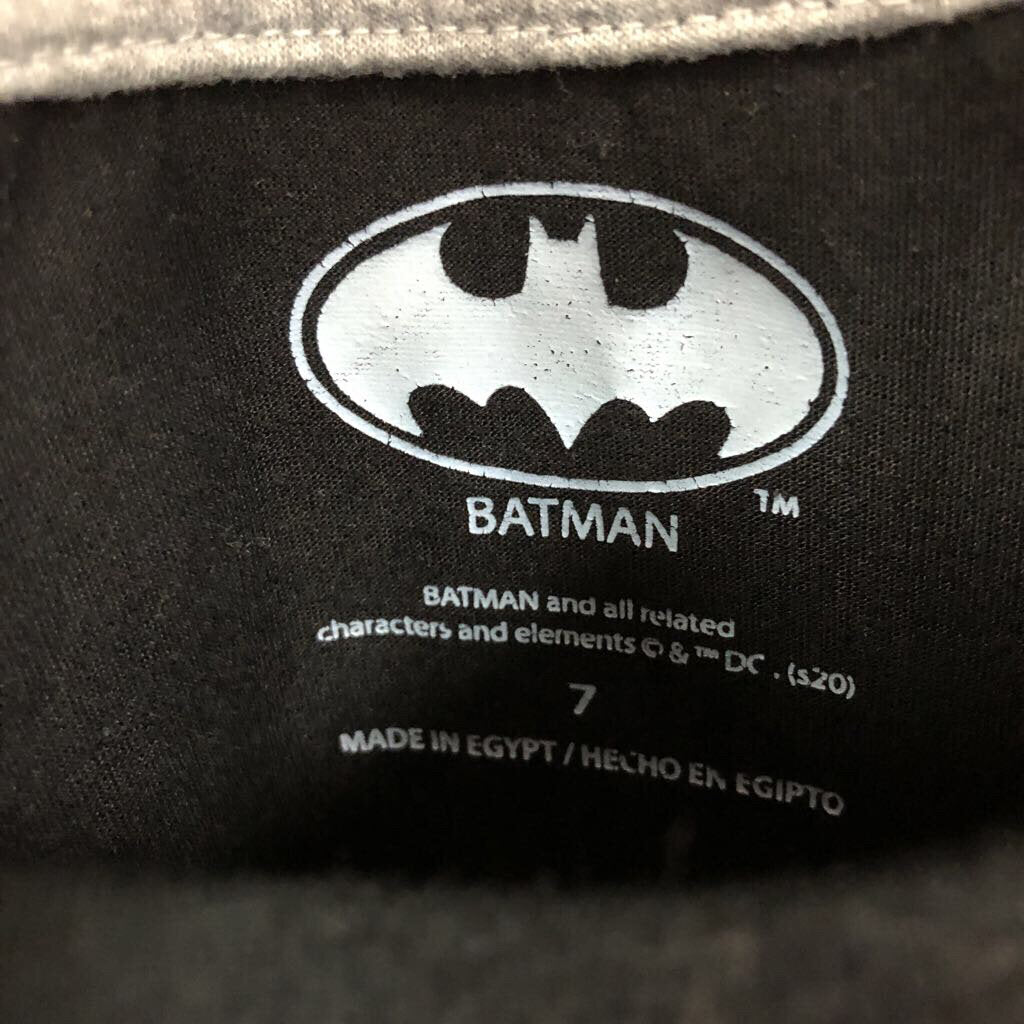 TM
BATMAN
BATMAN and all related
characters and elements © & ™ DC . (s20)
7
MADE IN EGYPT / HECHO EN EGIPTO